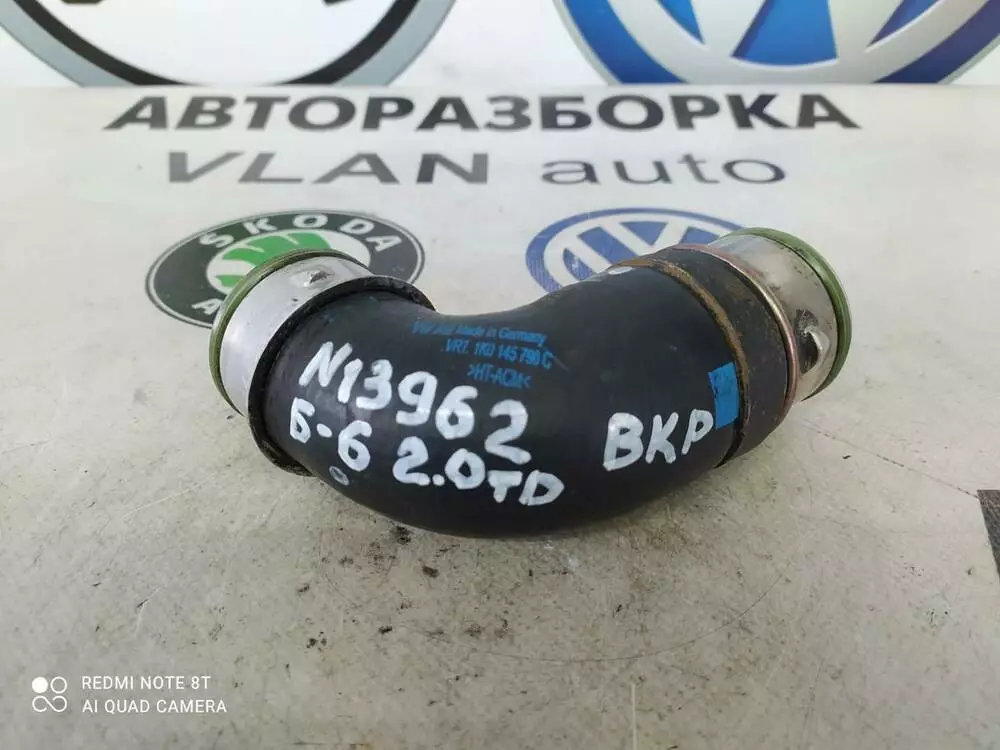 АВТОРАЗБОРКА
VLAN auto
SKODA
Made in Germany
VRT. 1K0 145 790 C
>HT-ACM<
N13962
Б-6 2.0TD
BKP
REDMI NOTE 8T
AI QUAD CAMERA